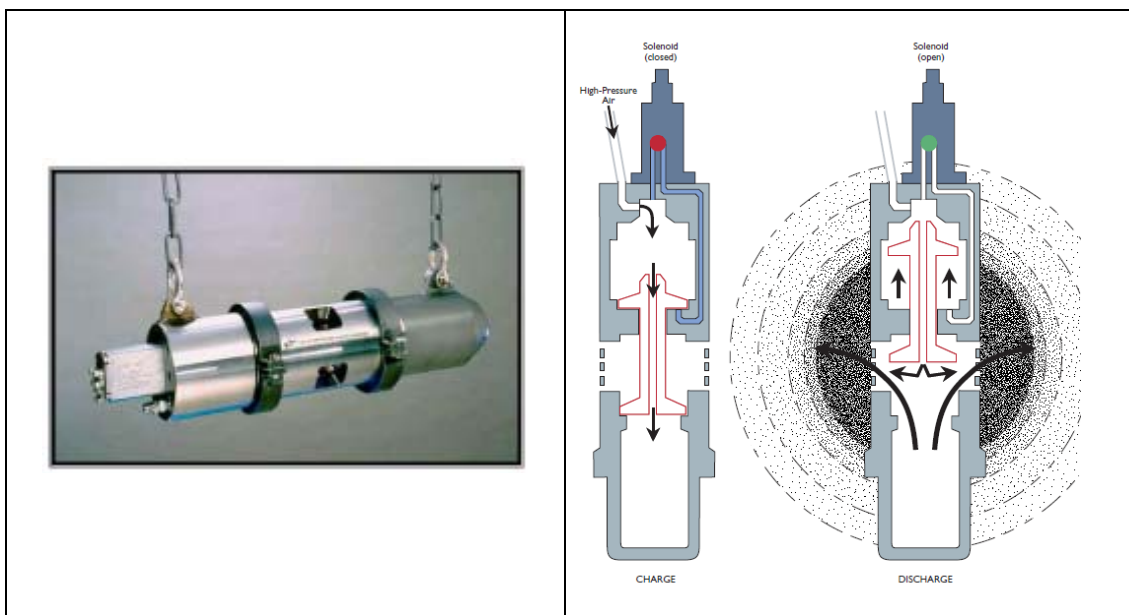 Solenoid
(closed)
Solenoid
(open)
High-Pressure
Air
CHARGE
DISCHARGE